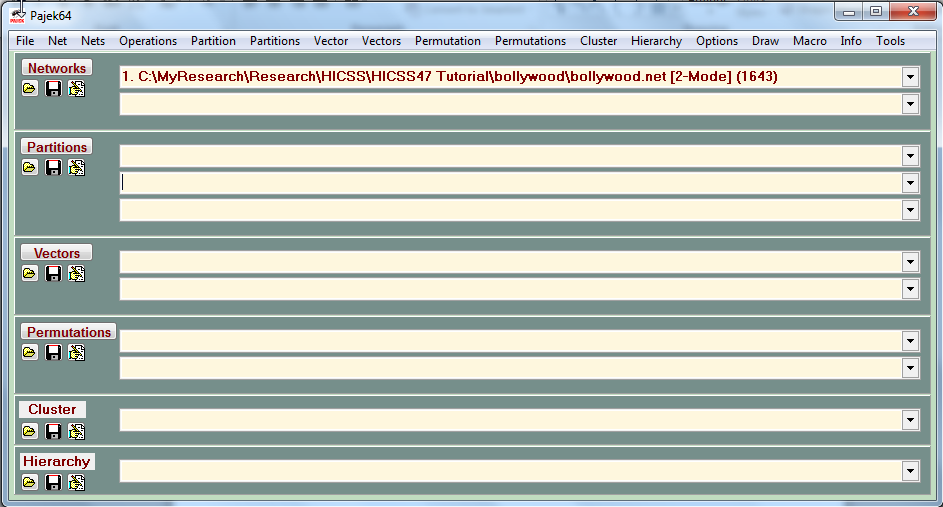 Pajek64
File Net Nets Operations Partition Partitions Vector Vectors Permutation Permutations Cluster Hierarchy Options Draw Macro Info Tools
Networks
1. C:\MyResearch\Research\HICSS\HICSS47 Tutorial\bollywood\bollywood.net [2-Mode] (1643)
Partitions
Vectors
Permutations
Cluster
Hierarchy